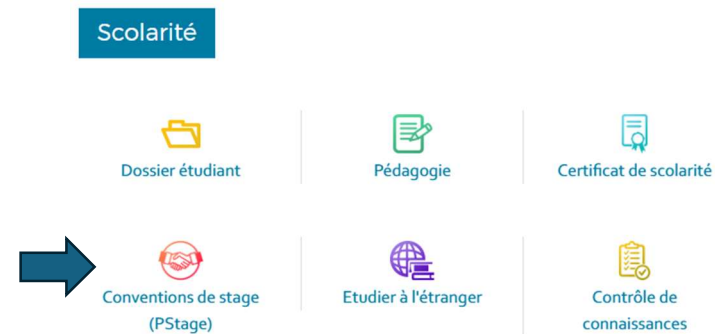 Scolarité
Dossier étudiant
Pédagogie
Certificat de scolarité
Conventions de stage
(PStage)
Etudier à l'étranger
Contrôle de
connaissances